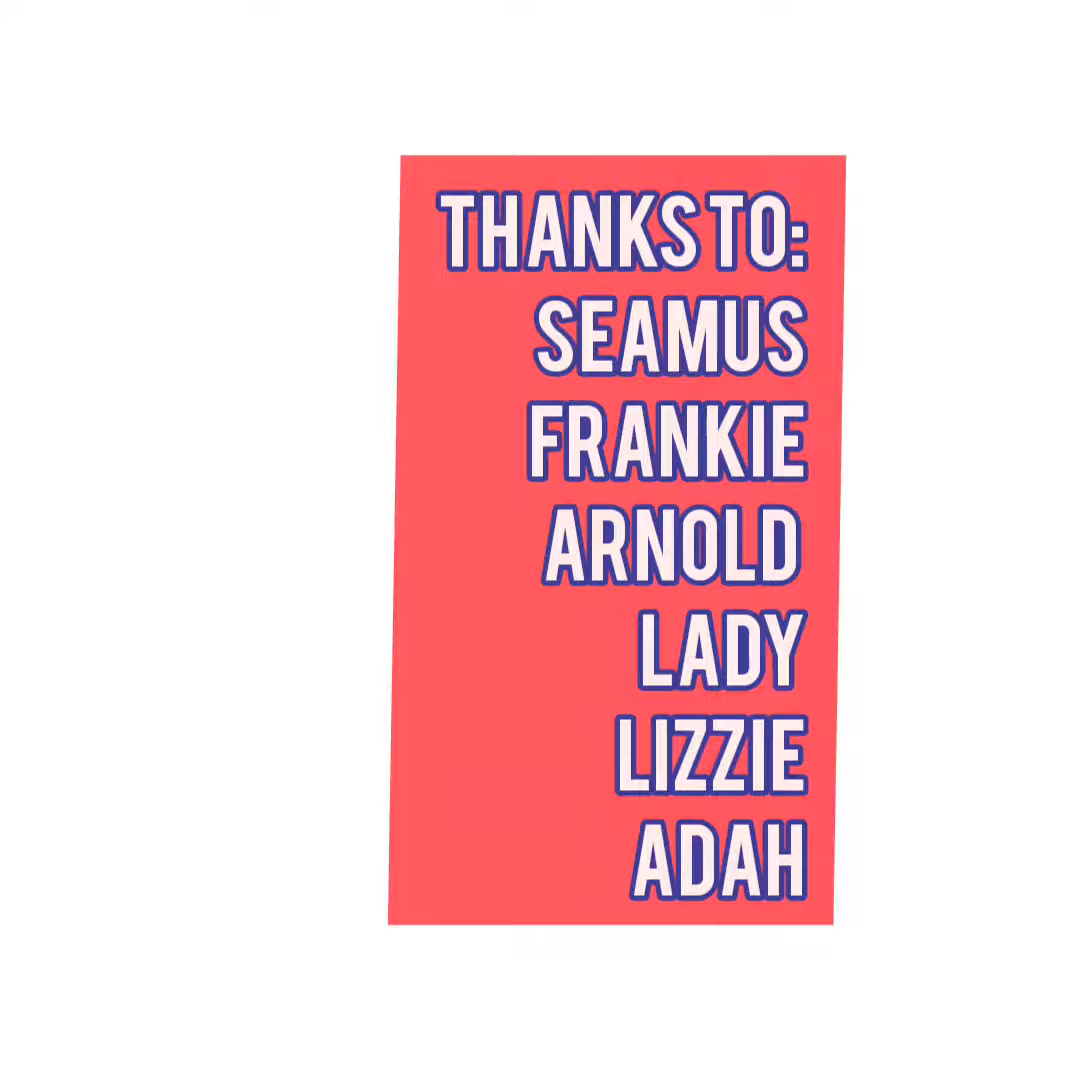 THANKS TO:
SEAMUS
FRANKIE
ARNOLD
LADY
LIZZIE
ADAH